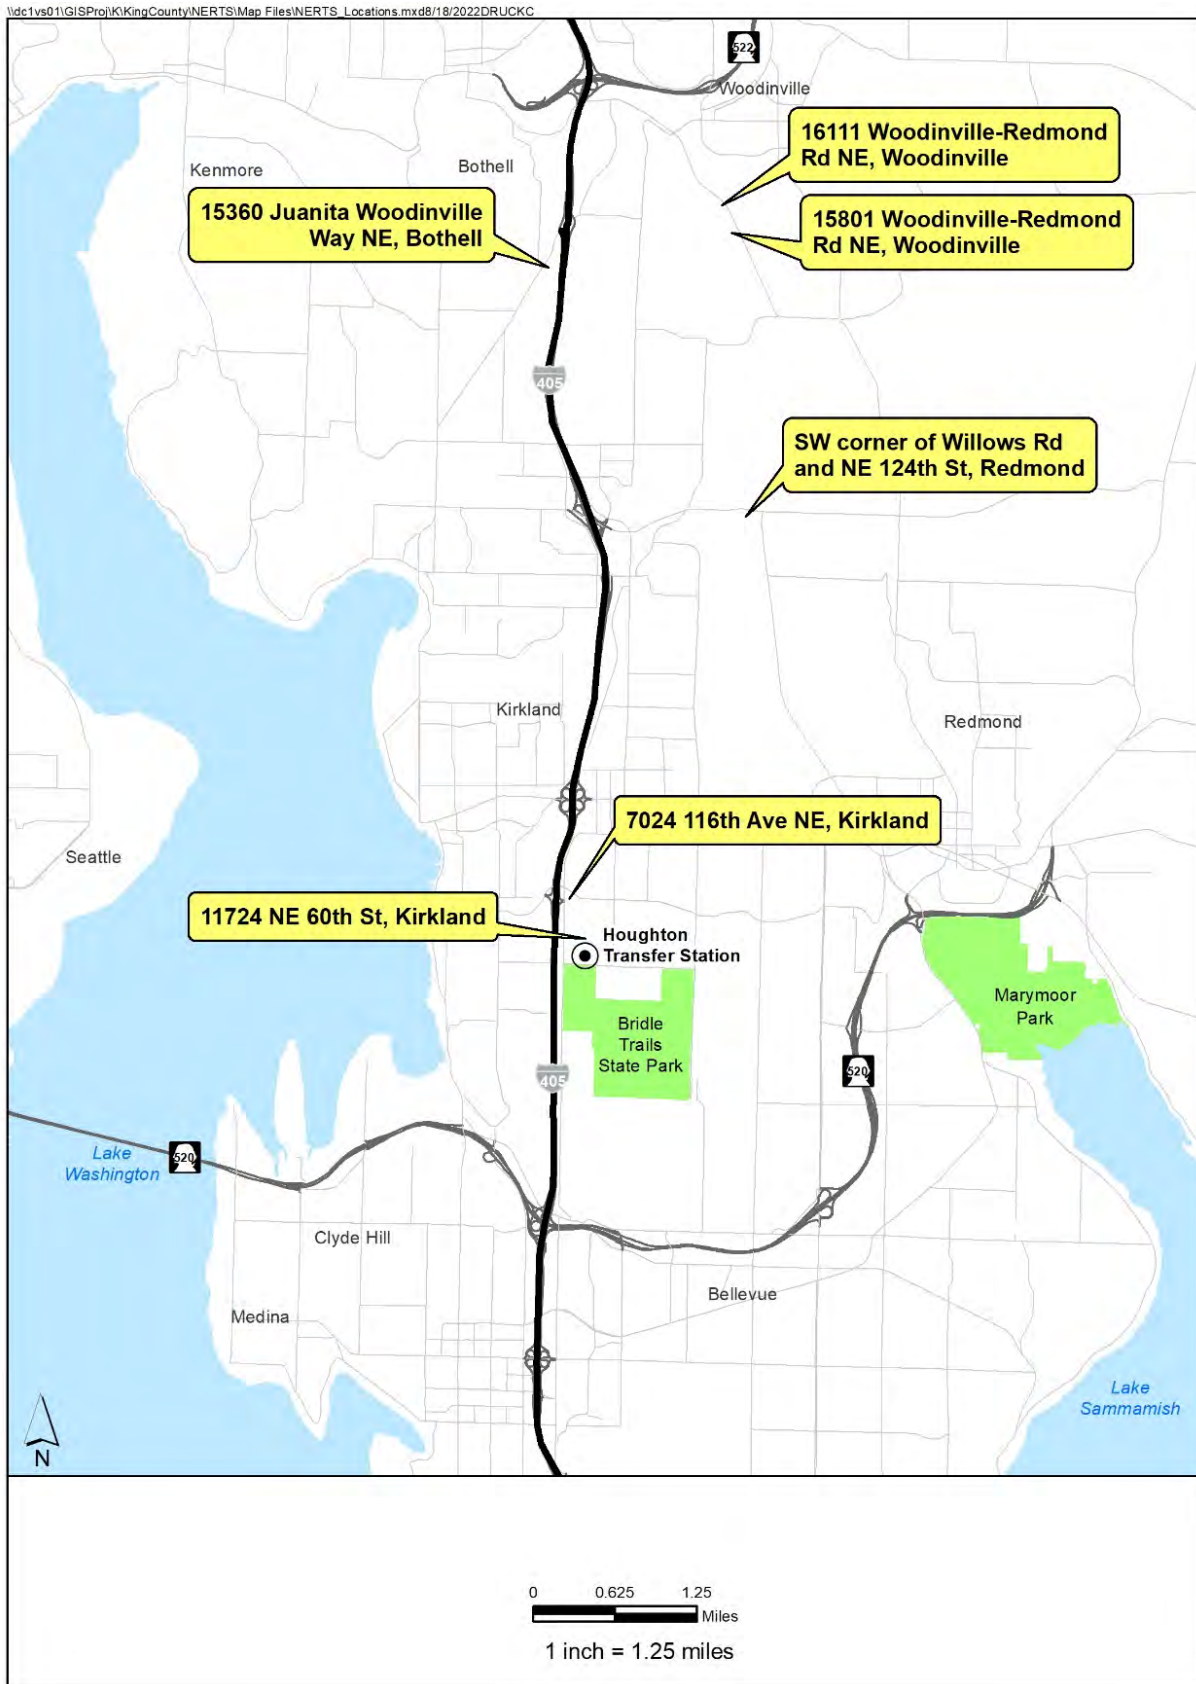 \\dc1vs01\GISProj\K\KingCounty\NERTS\Map Files\NERTS_Locations.mxd8/18/2022DRUCKC
522
Woodinville
16111 Woodinville-Redmond
Rd NE, Woodinville
Kenmore
Bothell
15360 Juanita Woodinville
Way NE, Bothell
15801 Woodinville-Redmond
Rd NE, Woodinville
405
SW corner of Willows Rd
and NE 124th St, Redmond
Kirkland
Redmond
7024 116th Ave NE, Kirkland
Seattle
11724 NE 60th St, Kirkland
Houghton
Transfer Station
Marymoor
Park
Bridle
Trails
State Park
405
520
Lake
Washington
520
Clyde Hill
Bellevue
Medina
Lake
Sammamish
N
0 0.625 1.25
Miles
1 inch = 1.25 miles